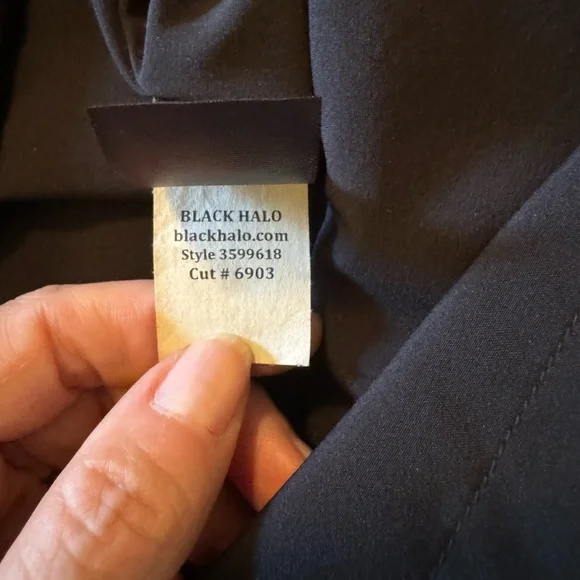 BLACK HALO
blackhalo.com
Style 3599618
Cut # 6903